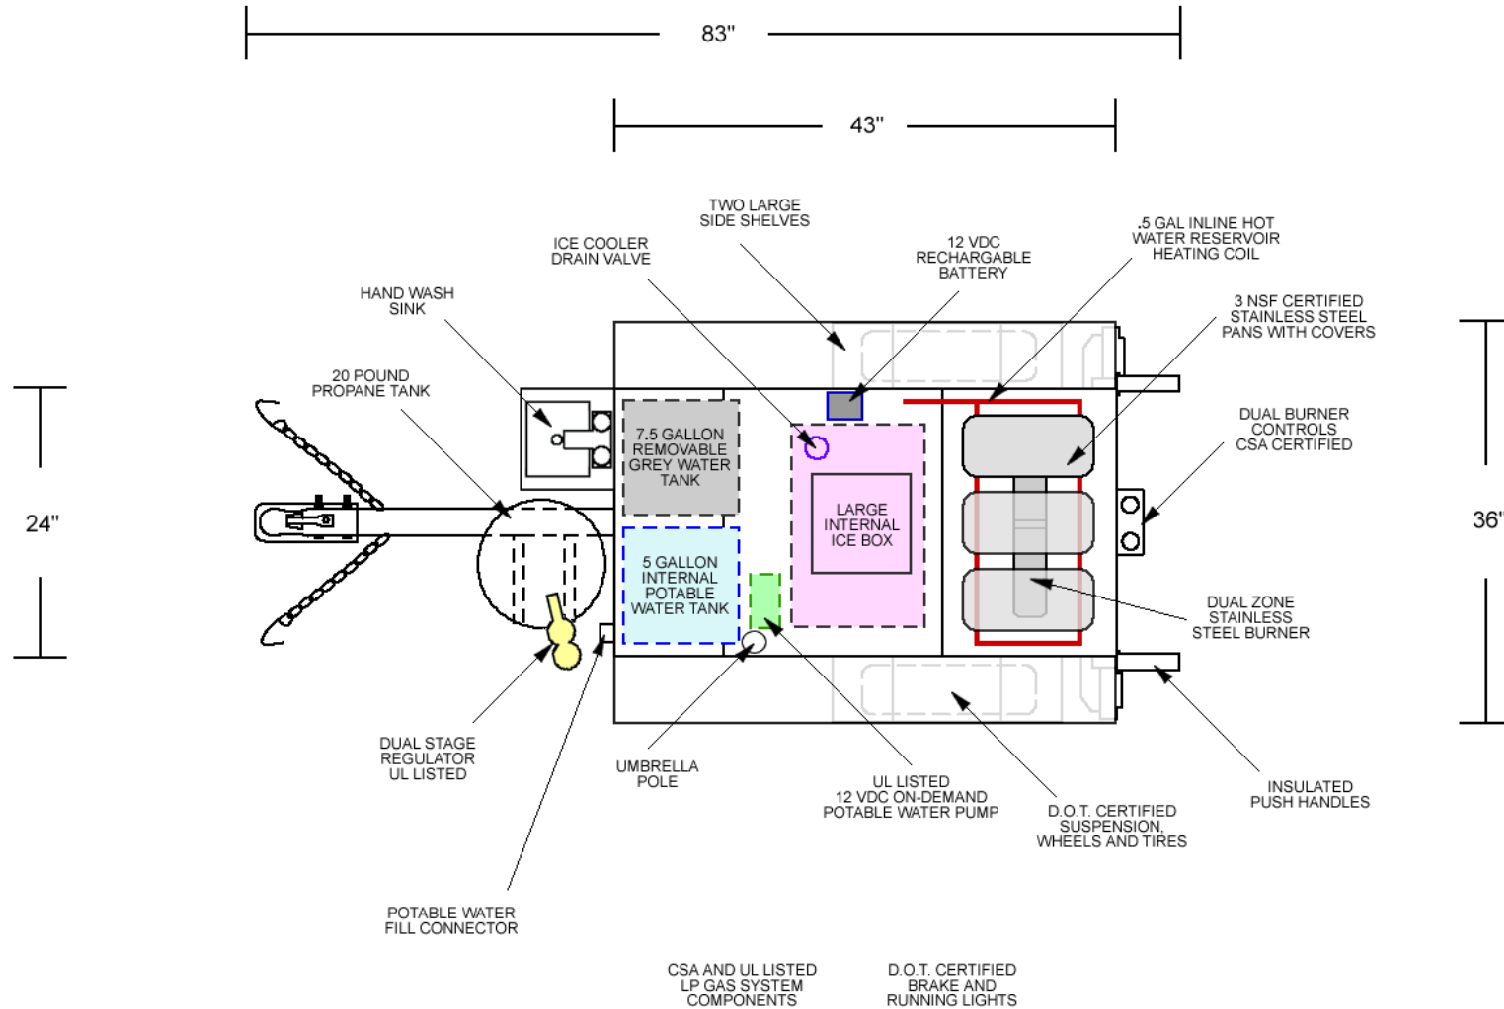 83"
43"
TWO LARGE
SIDE SHELVES
.5 GAL INLINE HOT
WATER RESERVOIR
HEATING COIL
ICE COOLER
DRAIN VALVE
12 VDC
RECHARGABLE
BATTERY
HAND WASH
SINK
3 NSF CERTIFIED
STAINLESS STEEL
PANS WITH COVERS
20 POUND
PROPANE TANK
DUAL BURNER
CONTROLS
CSA CERTIFIED
7.5 GALLON
REMOVABLE
GREY WATER
TANK
LARGE
INTERNAL
ICE BOX
24"
36"
5 GALLON
INTERNAL
POTABLE
WATER TANK
DUAL ZONE
STAINLESS
STEEL BURNER
DUAL STAGE
REGULATOR
UL LISTED
UMBRELLA
POLE
UL LISTED
12 VDC ON-DEMAND
POTABLE WATER PUMP
D.O.T. CERTIFIED
SUSPENSION,
WHEELS AND TIRES
INSULATED
PUSH HANDLES
POTABLE WATER
FILL CONNECTOR
CSA AND UL LISTED
LP GAS SYSTEM
COMPONENTS
D.O.T. CERTIFIED
BRAKE AND
RUNNING LIGHTS